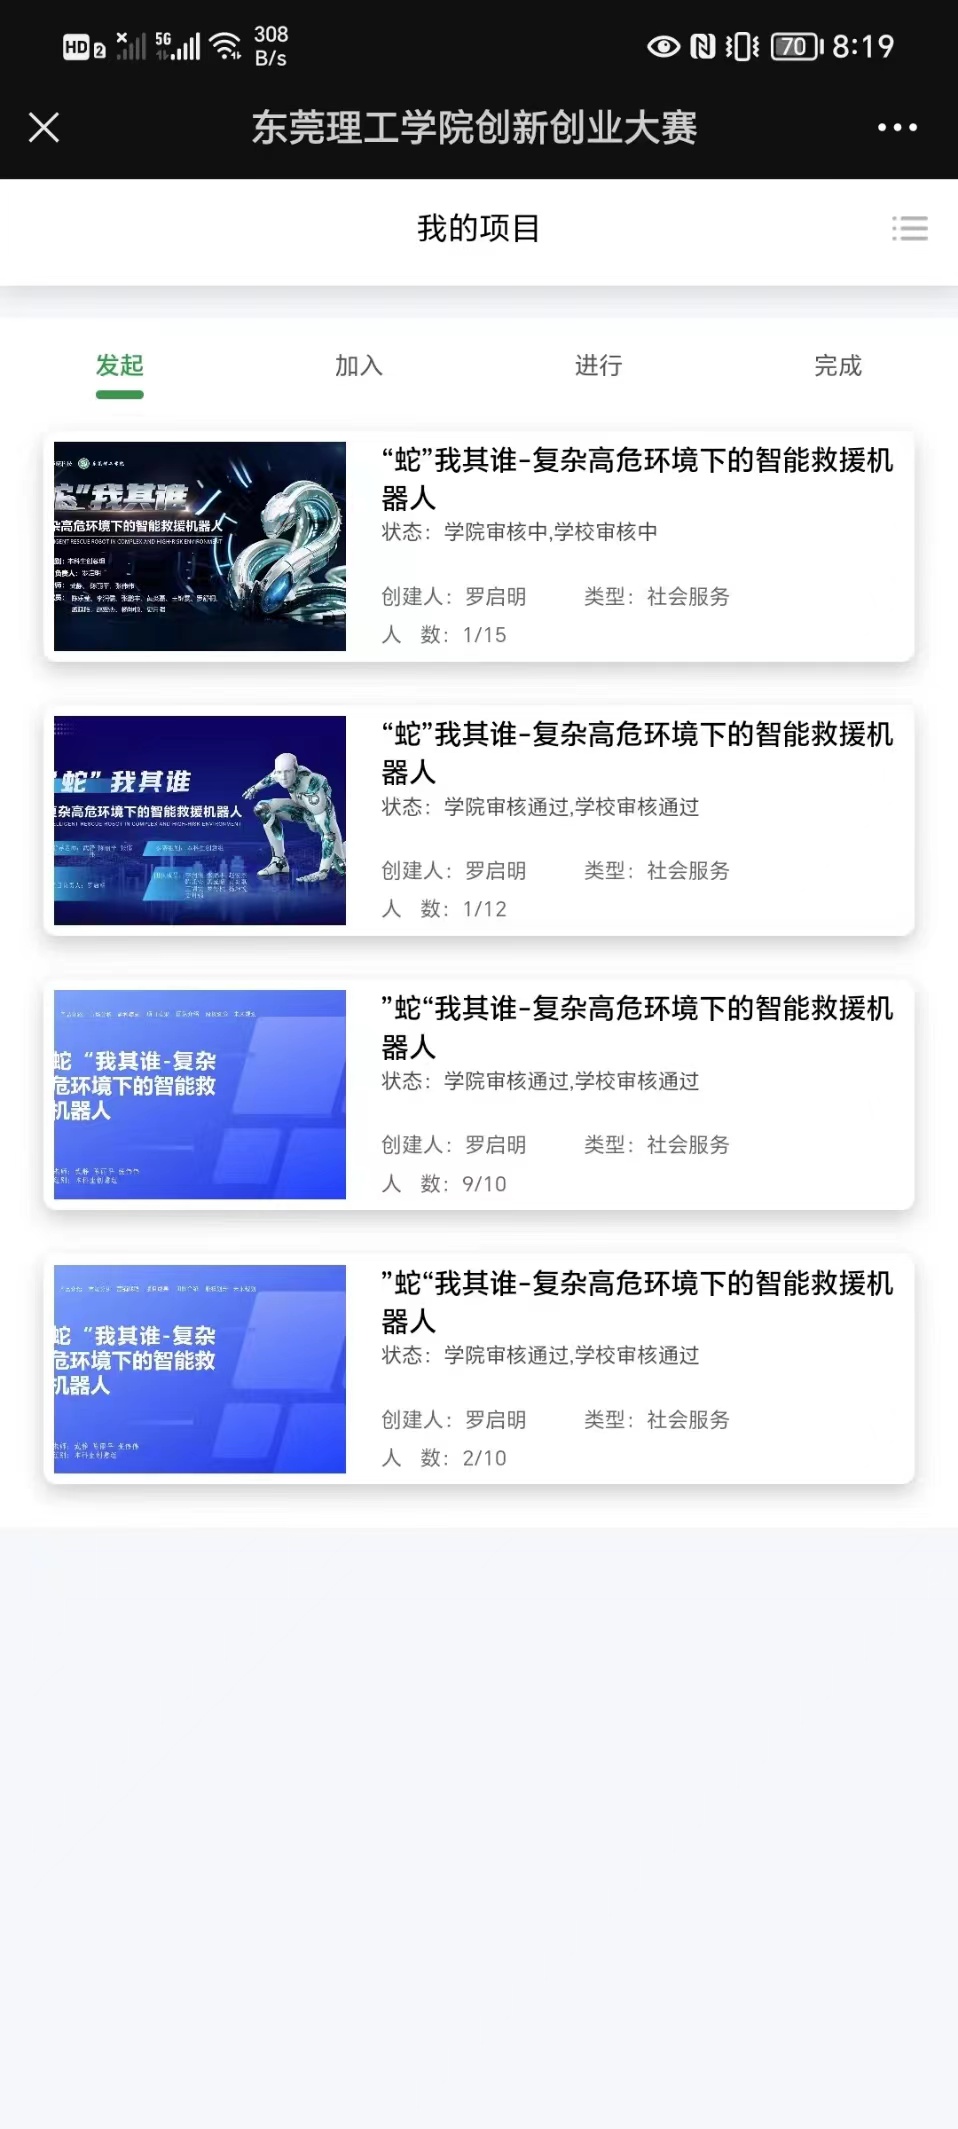 HD 2 5G 308 B/s 70 8:19
东莞理工学院创新创业大赛
我的项目
发起 加入 进行 完成
蛇”我其谁
杂高危环境下的智能救援机器人
“蛇”我其谁-复杂高危环境下的智能救援机
器人
状态：学院审核中,学校审核中
创建人：罗启明 类型：社会服务
人 数：1/15
“蛇”我其谁
复杂高危环境下的智能救援机器人
“蛇”我其谁-复杂高危环境下的智能救援机
器人
状态：学院审核通过,学校审核通过
创建人：罗启明 类型：社会服务
人 数：1/12
蛇“我其谁-复杂
危环境下的智能救
机器人
”蛇“我其谁-复杂高危环境下的智能救援机
器人
状态：学院审核通过,学校审核通过
创建人：罗启明 类型：社会服务
人 数：9/10
蛇“我其谁-复杂
危环境下的智能救
机器人
”蛇“我其谁-复杂高危环境下的智能救援机
器人
状态：学院审核通过,学校审核通过
创建人：罗启明 类型：社会服务
人 数：2/10